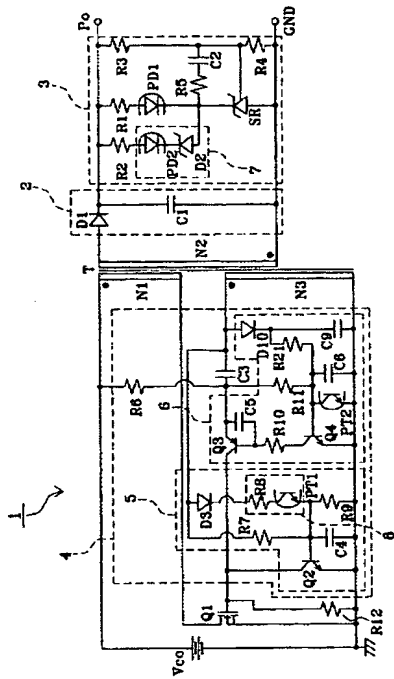 1
4
5
6
T
2
3
Po
GND
D1
C1
N2
R3
R1
PD1
C2
R5
R2
PD2
D2
7
SR
R4
N1
R6
C3
N3
Q3
C5
R10
R11
D10
R21
C9
C6
PT2
Q4
D3
R7
R8
PT1
R9
C4
8
Q2
Q1
R12
Vco